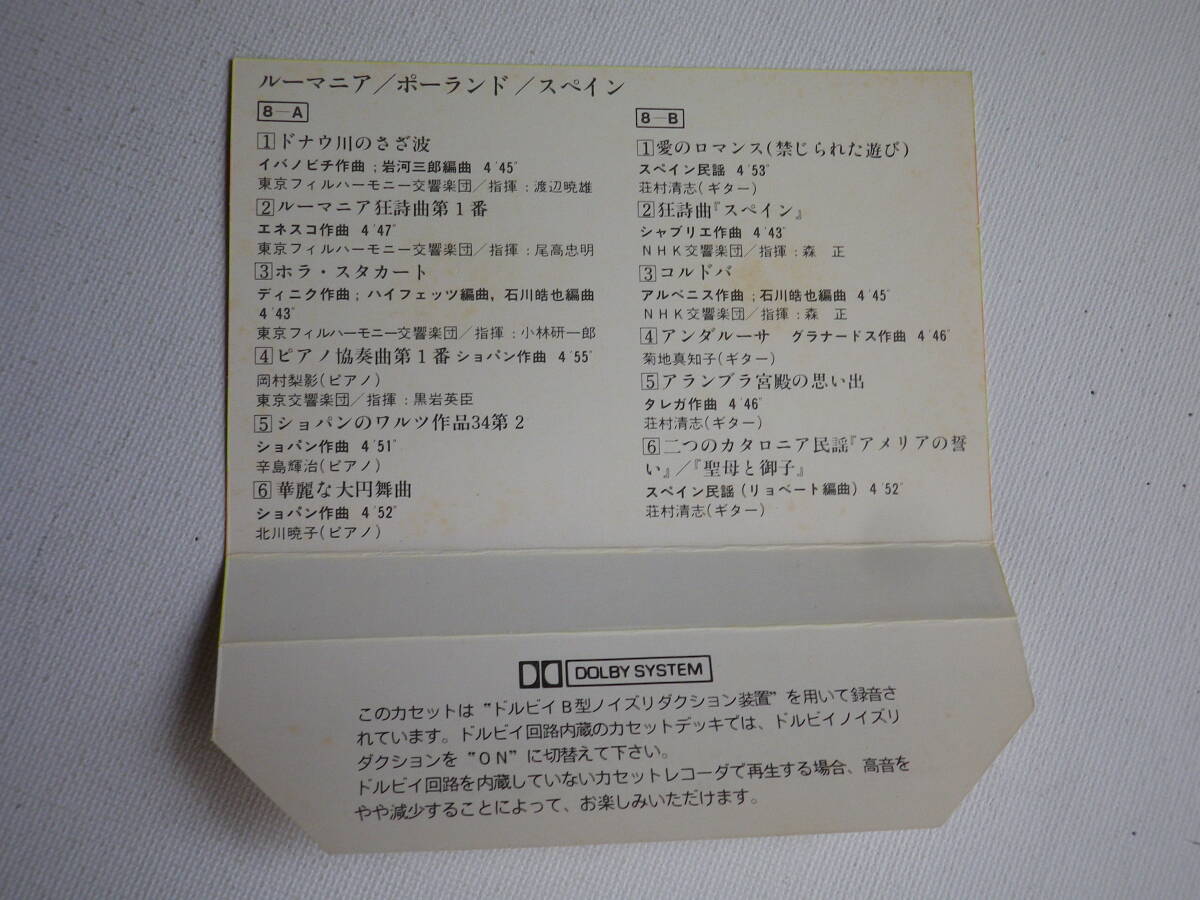 ルーマニア／ポーランド／スペイン
8-A
1 ドナウ川のさざ波
イバノビチ作曲；岩河三郎編曲 4'45"
東京フィルハーモニー交響楽団／指揮：渡辺暁雄
2 ルーマニア狂詩曲第1番
エネスコ作曲 4'47"
東京フィルハーモニー交響楽団／指揮：尾高忠明
3 ホラ・スタカート
ディニク作曲；ハイフェッツ編曲，石川皓也編曲
4'43"
東京フィルハーモニー交響楽団／指揮：小林研一郎
4 ピアノ協奏曲第1番 ショパン作曲 4'55"
岡村梨影(ピアノ)
東京交響楽団／指揮：黒岩英臣
5 ショパンのワルツ作品34第2
ショパン作曲 4'51"
辛島輝治(ピアノ)
6 華麗な大円舞曲
ショパン作曲 4'52"
北川暁子(ピアノ)
8-B
1 愛のロマンス(禁じられた遊び)
スペイン民謡 4'53"
荘村清志(ギター)
2 狂詩曲『スペイン』
シャブリエ作曲 4'43"
NHK交響楽団／指揮：森 正
3 コルドバ
アルベニス作曲；石川皓也編曲 4'45"
NHK交響楽団／指揮：森 正
4 アンダルーサ グラナードス作曲 4'46"
菊地真知子(ギター)
5 アランブラ宮殿の思い出
タレガ作曲 4'46"
荘村清志(ギター)
6 二つのカタロニア民謡『アメリアの誓
い』／『聖母と御子』
スペイン民謡(リョベート編曲) 4'52"
荘村清志(ギター)
DOLBY SYSTEM
このカセットは“ドルビイB型ノイズリダクション装置”を用いて録音さ
れています。ドルビイ回路内蔵のカセットデッキでは、ドルビイノイズリ
ダクションを“ON”に切替えて下さい。
ドルビイ回路を内蔵していないカセットレコーダで再生する場合、高音を
やや減少することによって、お楽しみいただけます。